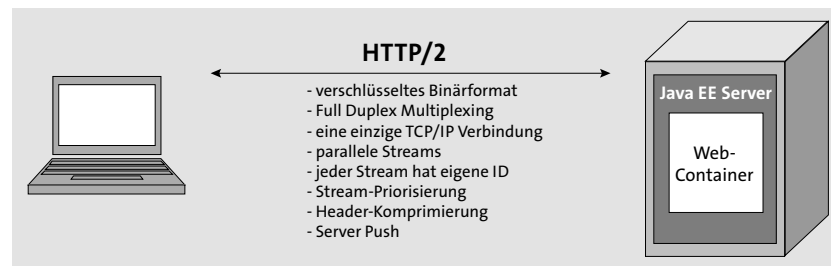 HTTP/2
- verschlüsseltes Binärformat
- Full Duplex Multiplexing
- eine einzige TCP/IP Verbindung
- parallele Streams
- jeder Stream hat eigene ID
- Stream-Priorisierung
- Header-Komprimierung
- Server Push
Java EE Server
Web-
Container